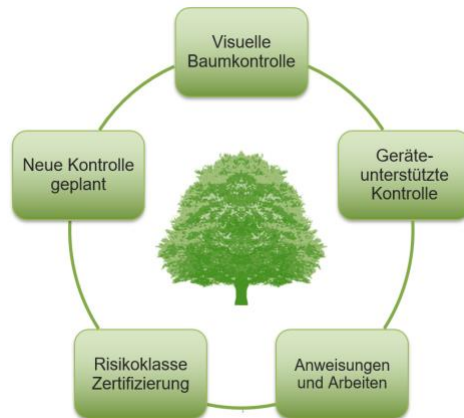 Visuelle
Baumkontrolle
Geräte-
unterstützte
Kontrolle
Anweisungen
und Arbeiten
Risikoklasse
Zertifizierung
Neue Kontrolle
geplant